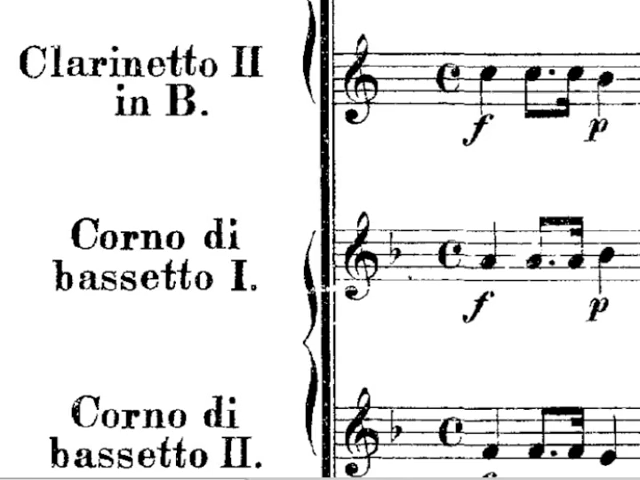 Clarinetto II
in B.
f p
Corno di
bassetto I.
f p
Corno di
bassetto II.